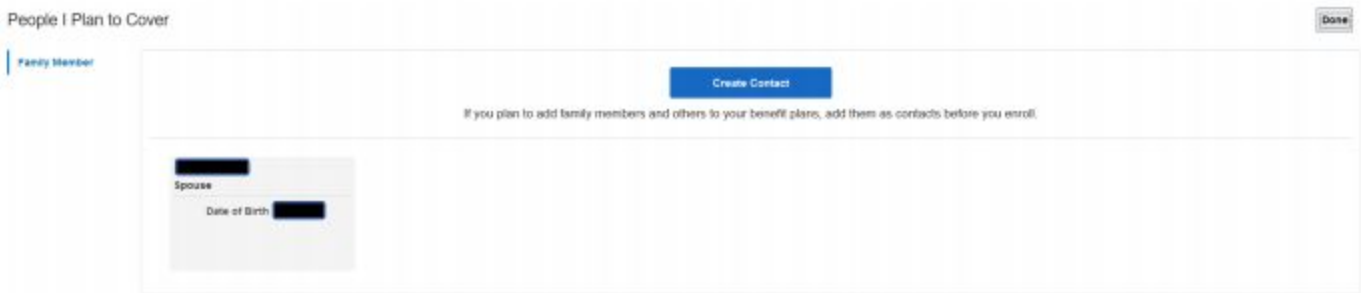 People I Plan to Cover
Done
Family Member
Create Contact
If you plan to add family members and others to your benefit plans, add them as contacts before you enroll.
Spouse
Date of Birth